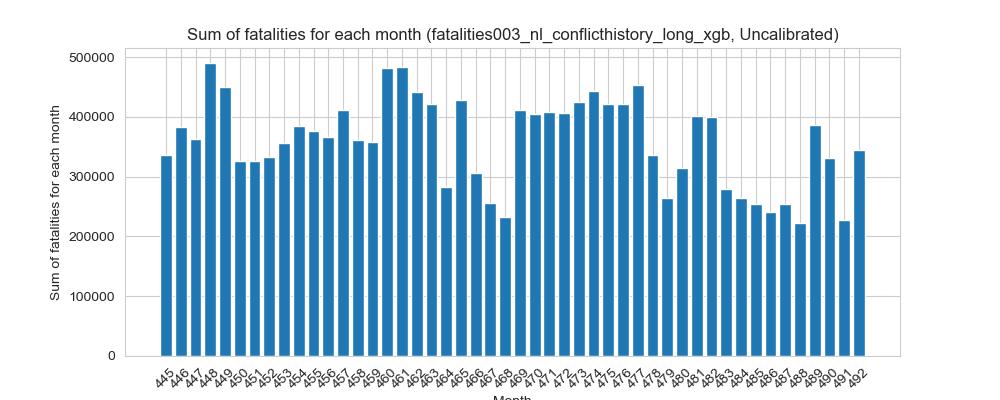 Sum of fatalities for each month (fatalities003_nl_conflicthistory_long_xgb, Uncalibrated)
Sum of fatalities for each month
500000
400000
300000
200000
100000
0
445 446 447 448 449 450 451 452 453 454 455 456 457 458 459 460 461 462 463 464 465 466 467 468 469 470 471 472 473 474 475 476 477 478 479 480 481 482 483 484 485 486 487 488 489 490 491 492
Month